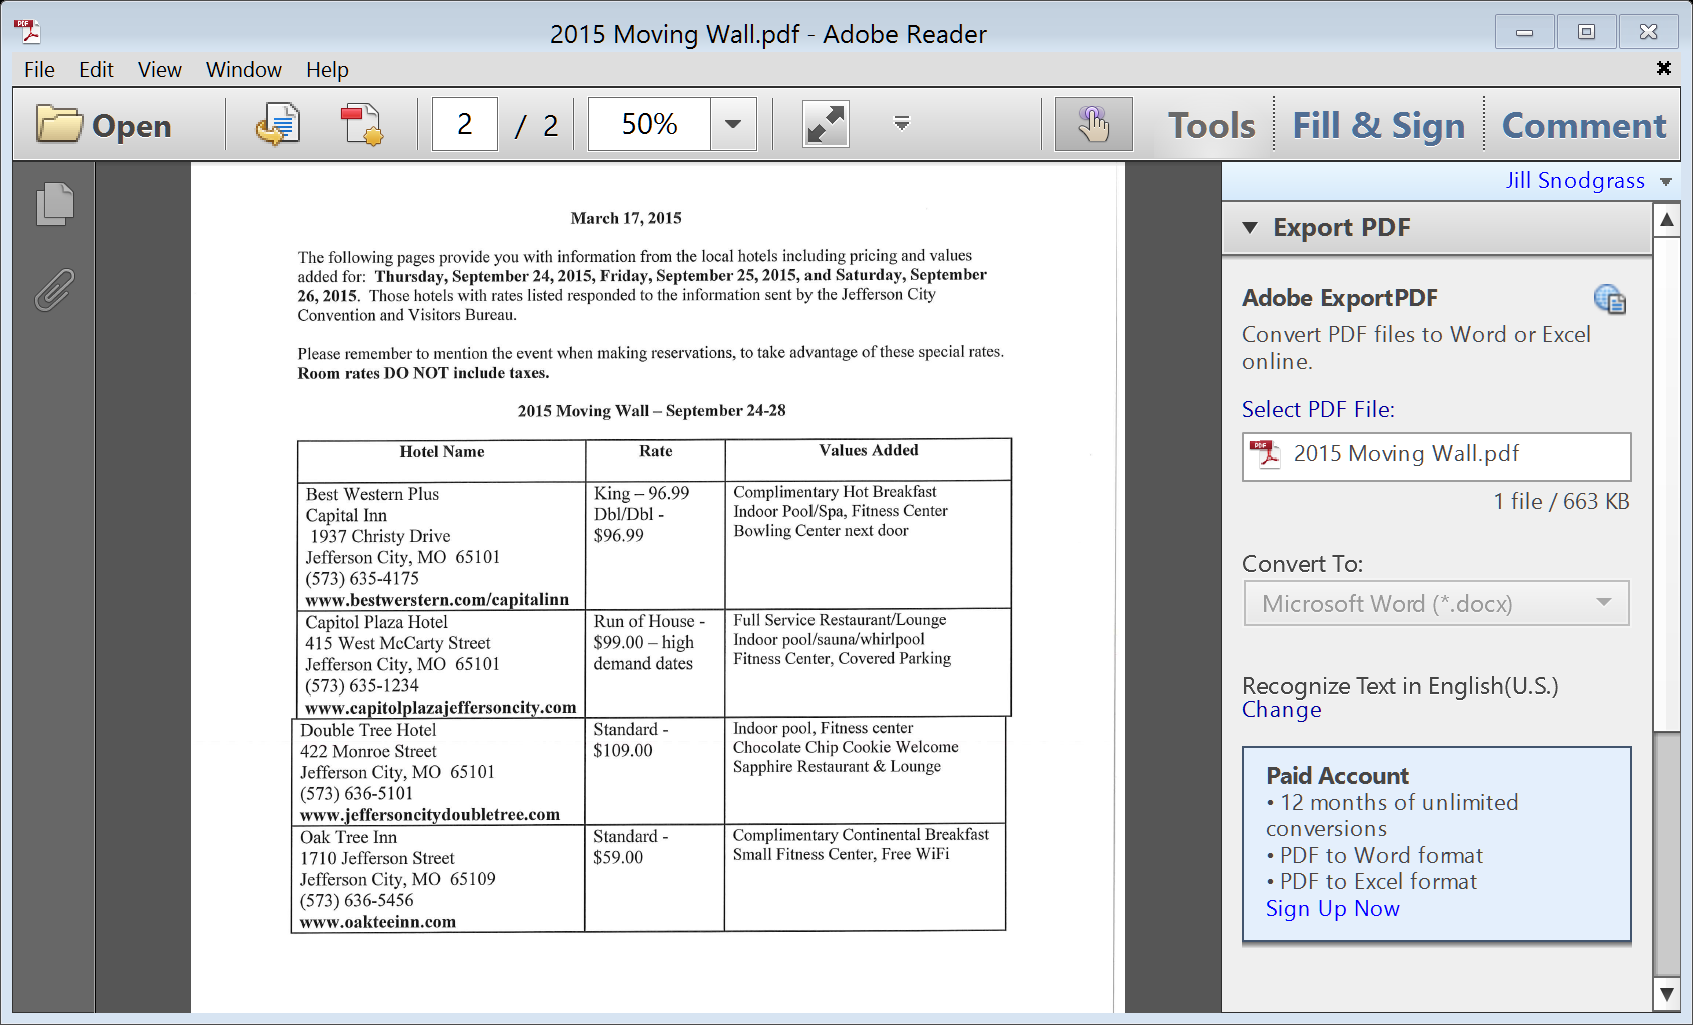 2015 Moving Wall.pdf - Adobe Reader
File Edit View Window Help
Open 2 / 2 50% Tools Fill & Sign Comment
Jill Snodgrass
March 17, 2015
The following pages provide you with information from the local hotels including pricing and values
added for: Thursday, September 24, 2015, Friday, September 25, 2015, and Saturday, September
26, 2015. Those hotels with rates listed responded to the information sent by the Jefferson City
Convention and Visitors Bureau.
Please remember to mention the event when making reservations, to take advantage of these special rates.
Room rates DO NOT include taxes.
2015 Moving Wall – September 24-28
Hotel Name Rate Values Added
Best Western Plus
Capital Inn
1937 Christy Drive
Jefferson City, MO 65101
(573) 635-4175
www.bestwerstern.com/capitalinn
King – 96.99
Dbl/Dbl -
$96.99
Complimentary Hot Breakfast
Indoor Pool/Spa, Fitness Center
Bowling Center next door
Capitol Plaza Hotel
415 West McCarty Street
Jefferson City, MO 65101
(573) 635-1234
www.capitolplazajeffersoncity.com
Run of House -
$99.00 – high
demand dates
Full Service Restaurant/Lounge
Indoor pool/sauna/whirlpool
Fitness Center, Covered Parking
Double Tree Hotel
422 Monroe Street
Jefferson City, MO 65101
(573) 636-5101
www.jeffersoncitydoubletree.com
Standard -
$109.00
Indoor pool, Fitness center
Chocolate Chip Cookie Welcome
Sapphire Restaurant & Lounge
Oak Tree Inn
1710 Jefferson Street
Jefferson City, MO 65109
(573) 636-5456
www.oakteeinn.com
Standard -
$59.00
Complimentary Continental Breakfast
Small Fitness Center, Free WiFi
Export PDF
Adobe ExportPDF
Convert PDF files to Word or Excel
online.
Select PDF File:
2015 Moving Wall.pdf
1 file / 663 KB
Convert To:
Microsoft Word (*.docx)
Recognize Text in English(U.S.)
Change
Paid Account
• 12 months of unlimited
conversions
• PDF to Word format
• PDF to Excel format
Sign Up Now